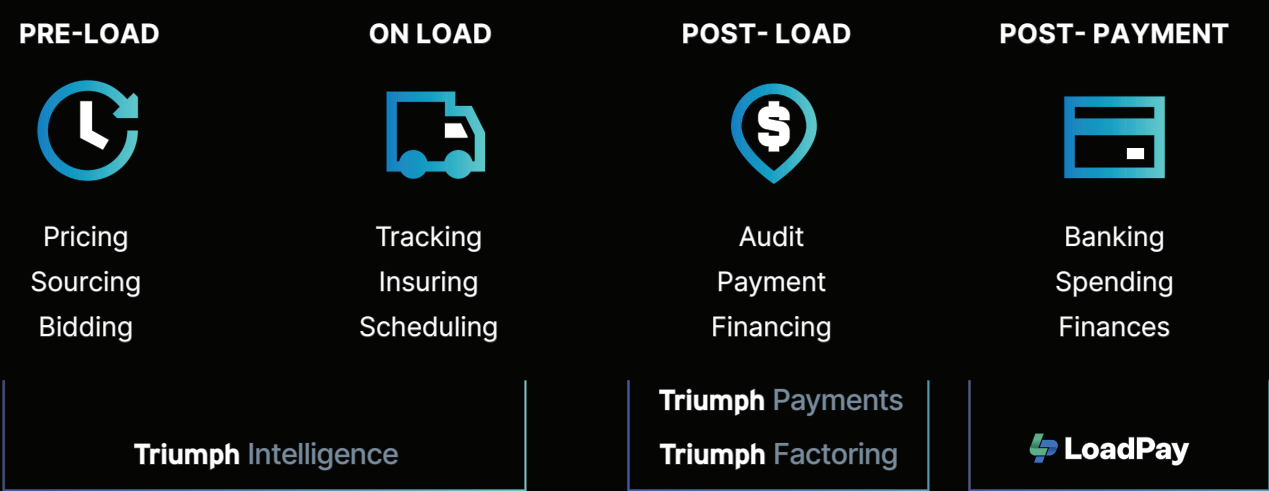 PRE-LOAD
Pricing
Sourcing
Bidding
ON LOAD
Tracking
Insuring
Scheduling
Triumph Intelligence
POST- LOAD
$
Audit
Payment
Financing
Triumph Payments
Triumph Factoring
POST- PAYMENT
Banking
Spending
Finances
LoadPay